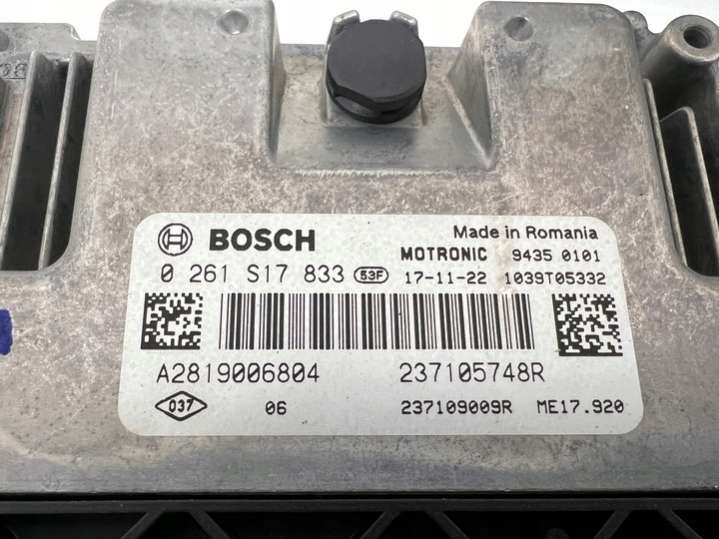 BOSCH Made in Romania
MOTRONIC 9435 0101
0 261 S17 833 53F 17-11-22 1039T05332
A2819006804 237105748R
037 06 237109009R ME17.920